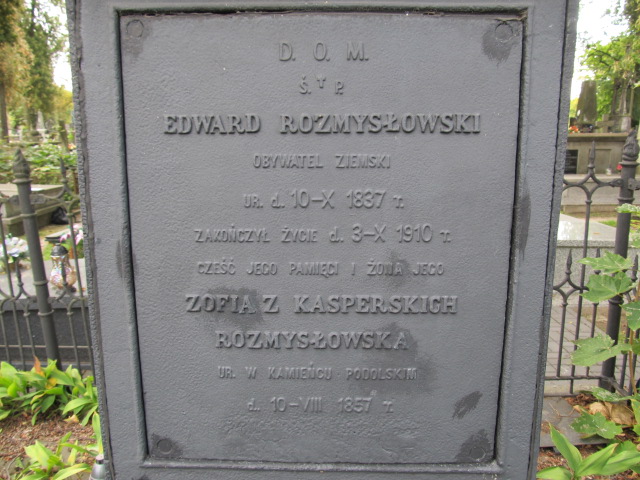 D. O. M.
Ś. † P.
EDWARD ROZMYSŁOWSKI
OBYWATEL ZIEMSKI
UR. d. 10-X 1837 r.
ZAKOŃCZYŁ ŻYCIE d. 3-X 1910 r.
CZEŚĆ JEGO PAMIĘCI I ŻONA JEGO
ZOFIA Z KASPERSKICH
ROZMYSŁOWSKA
UR. W KAMIEŃCU PODOLSKIM
d. 10-VIII 1857 r.